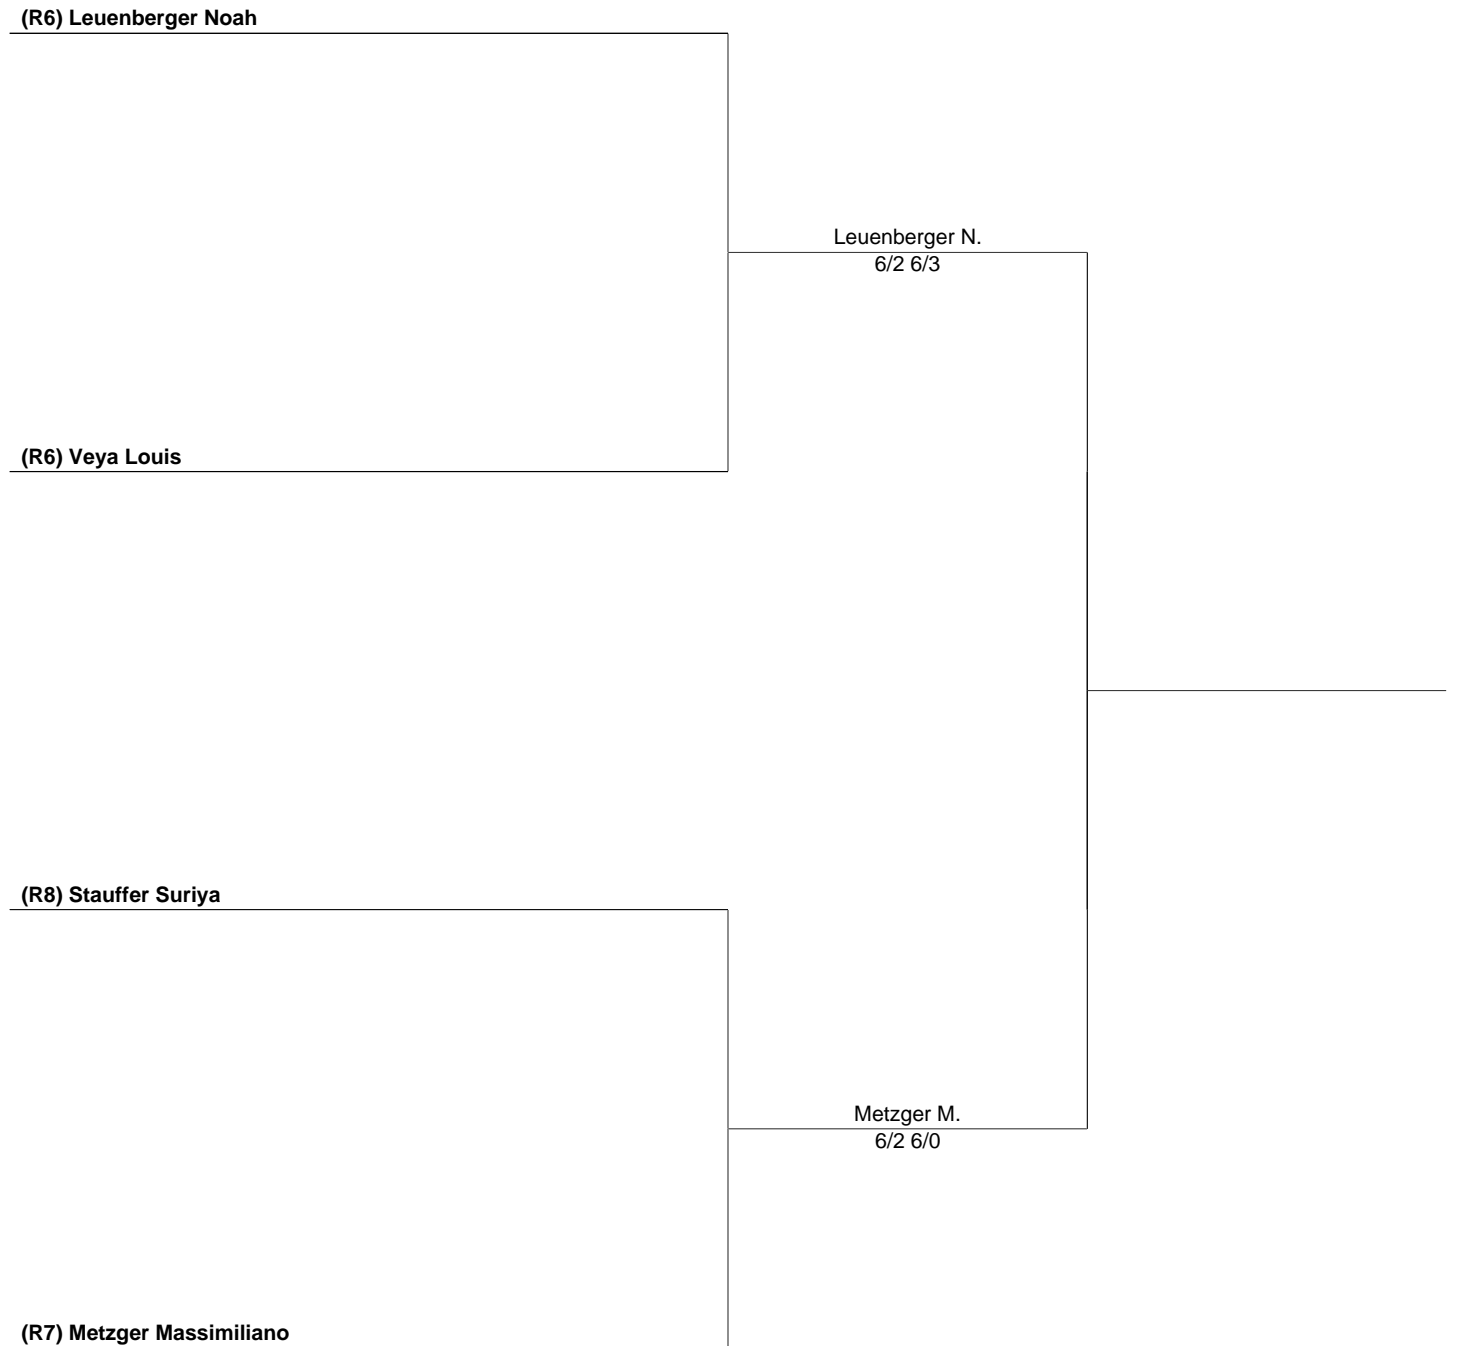 (R6) Leuenberger Noah
Leuenberger N.
6/2 6/3
(R6) Veya Louis
(R8) Stauffer Suriya
Metzger M.
6/2 6/0
(R7) Metzger Massimiliano